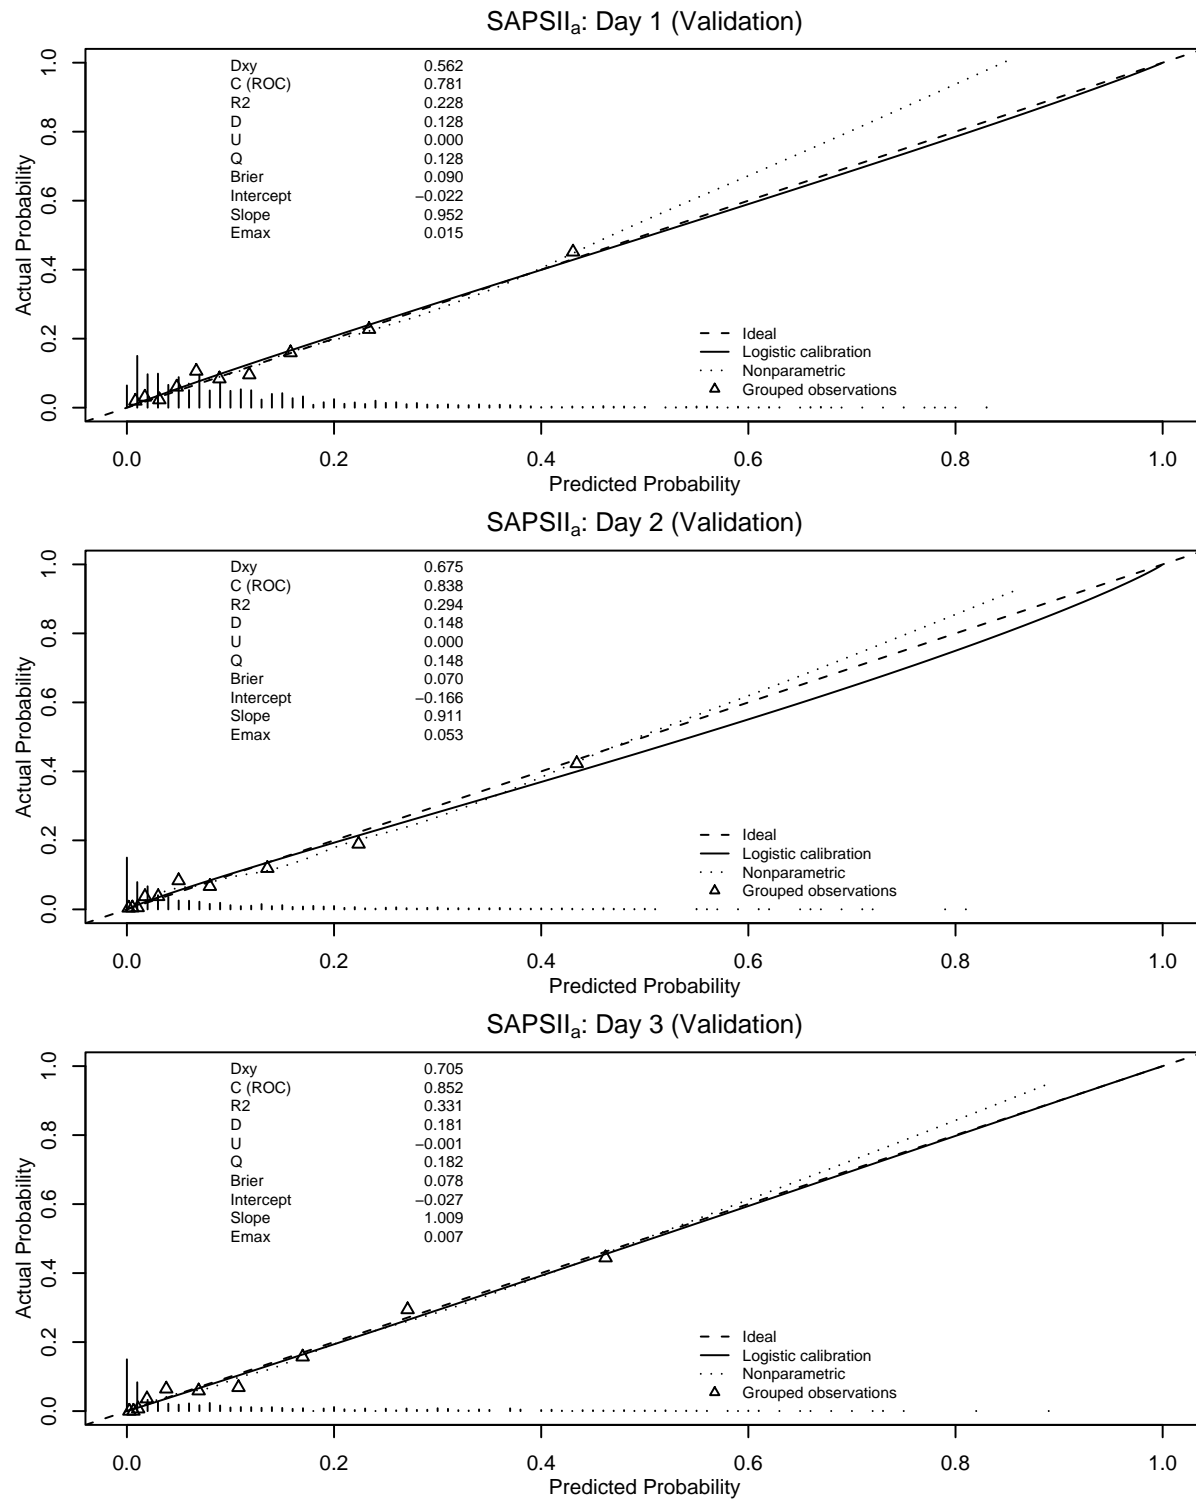 SAPSIIa: Day 1 (Validation)
Dxy 0.562
C (ROC) 0.781
R2 0.228
D 0.128
U 0.000
Q 0.128
Brier 0.090
Intercept −0.022
Slope 0.952
Emax 0.015
Ideal
Logistic calibration
Nonparametric
Grouped observations
Actual Probability
0.0 0.2 0.4 0.6 0.8 1.0
0.0 0.2 0.4 0.6 0.8 1.0
Predicted Probability
SAPSIIa: Day 2 (Validation)
Dxy 0.675
C (ROC) 0.838
R2 0.294
D 0.148
U 0.000
Q 0.148
Brier 0.070
Intercept −0.166
Slope 0.911
Emax 0.053
Ideal
Logistic calibration
Nonparametric
Grouped observations
Actual Probability
0.0 0.2 0.4 0.6 0.8 1.0
0.0 0.2 0.4 0.6 0.8 1.0
Predicted Probability
SAPSIIa: Day 3 (Validation)
Dxy 0.705
C (ROC) 0.852
R2 0.331
D 0.181
U −0.001
Q 0.182
Brier 0.078
Intercept −0.027
Slope 1.009
Emax 0.007
Ideal
Logistic calibration
Nonparametric
Grouped observations
Actual Probability
0.0 0.2 0.4 0.6 0.8 1.0
0.0 0.2 0.4 0.6 0.8 1.0
Predicted Probability